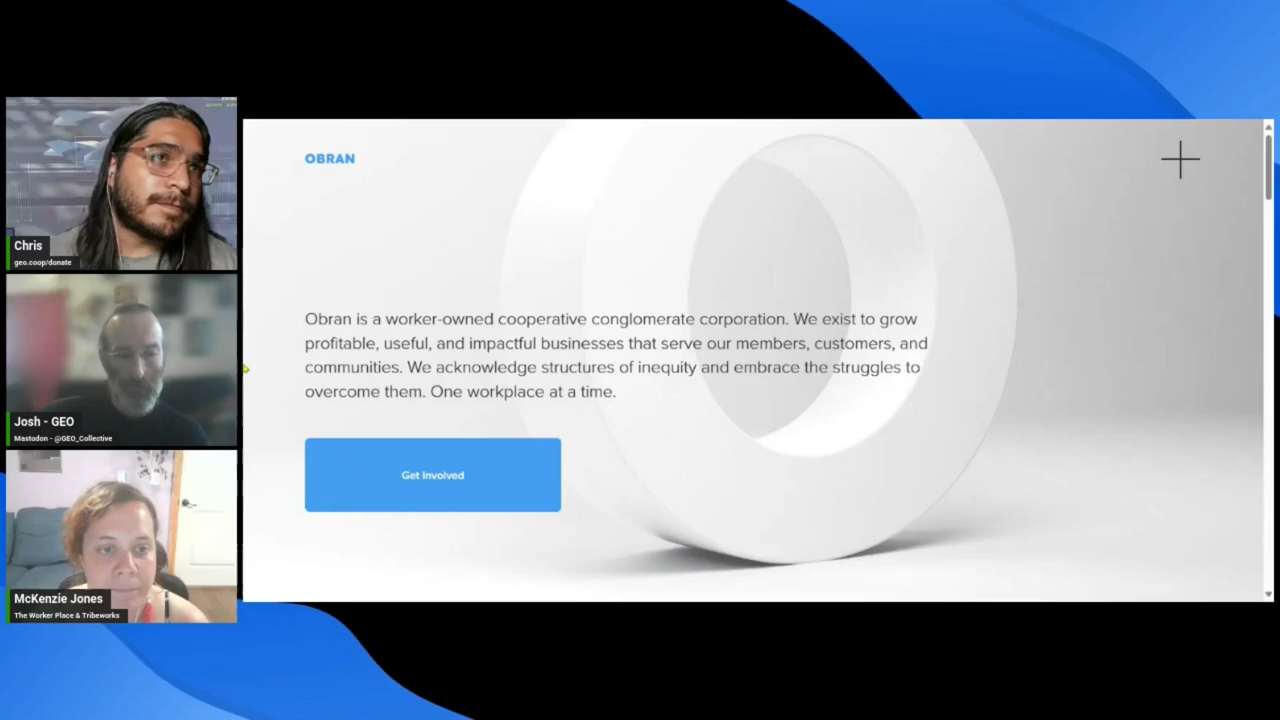 Chris
geo.coop/donate
Josh - GEO
Mastodon - @GEO_Collective
McKenzie Jones
The Worker Place & Tribeworks
OBRAN
Obran is a worker-owned cooperative conglomerate corporation. We exist to grow
profitable, useful, and impactful businesses that serve our members, customers, and
communities. We acknowledge structures of inequity and embrace the struggles to
overcome them. One workplace at a time.
Get Involved